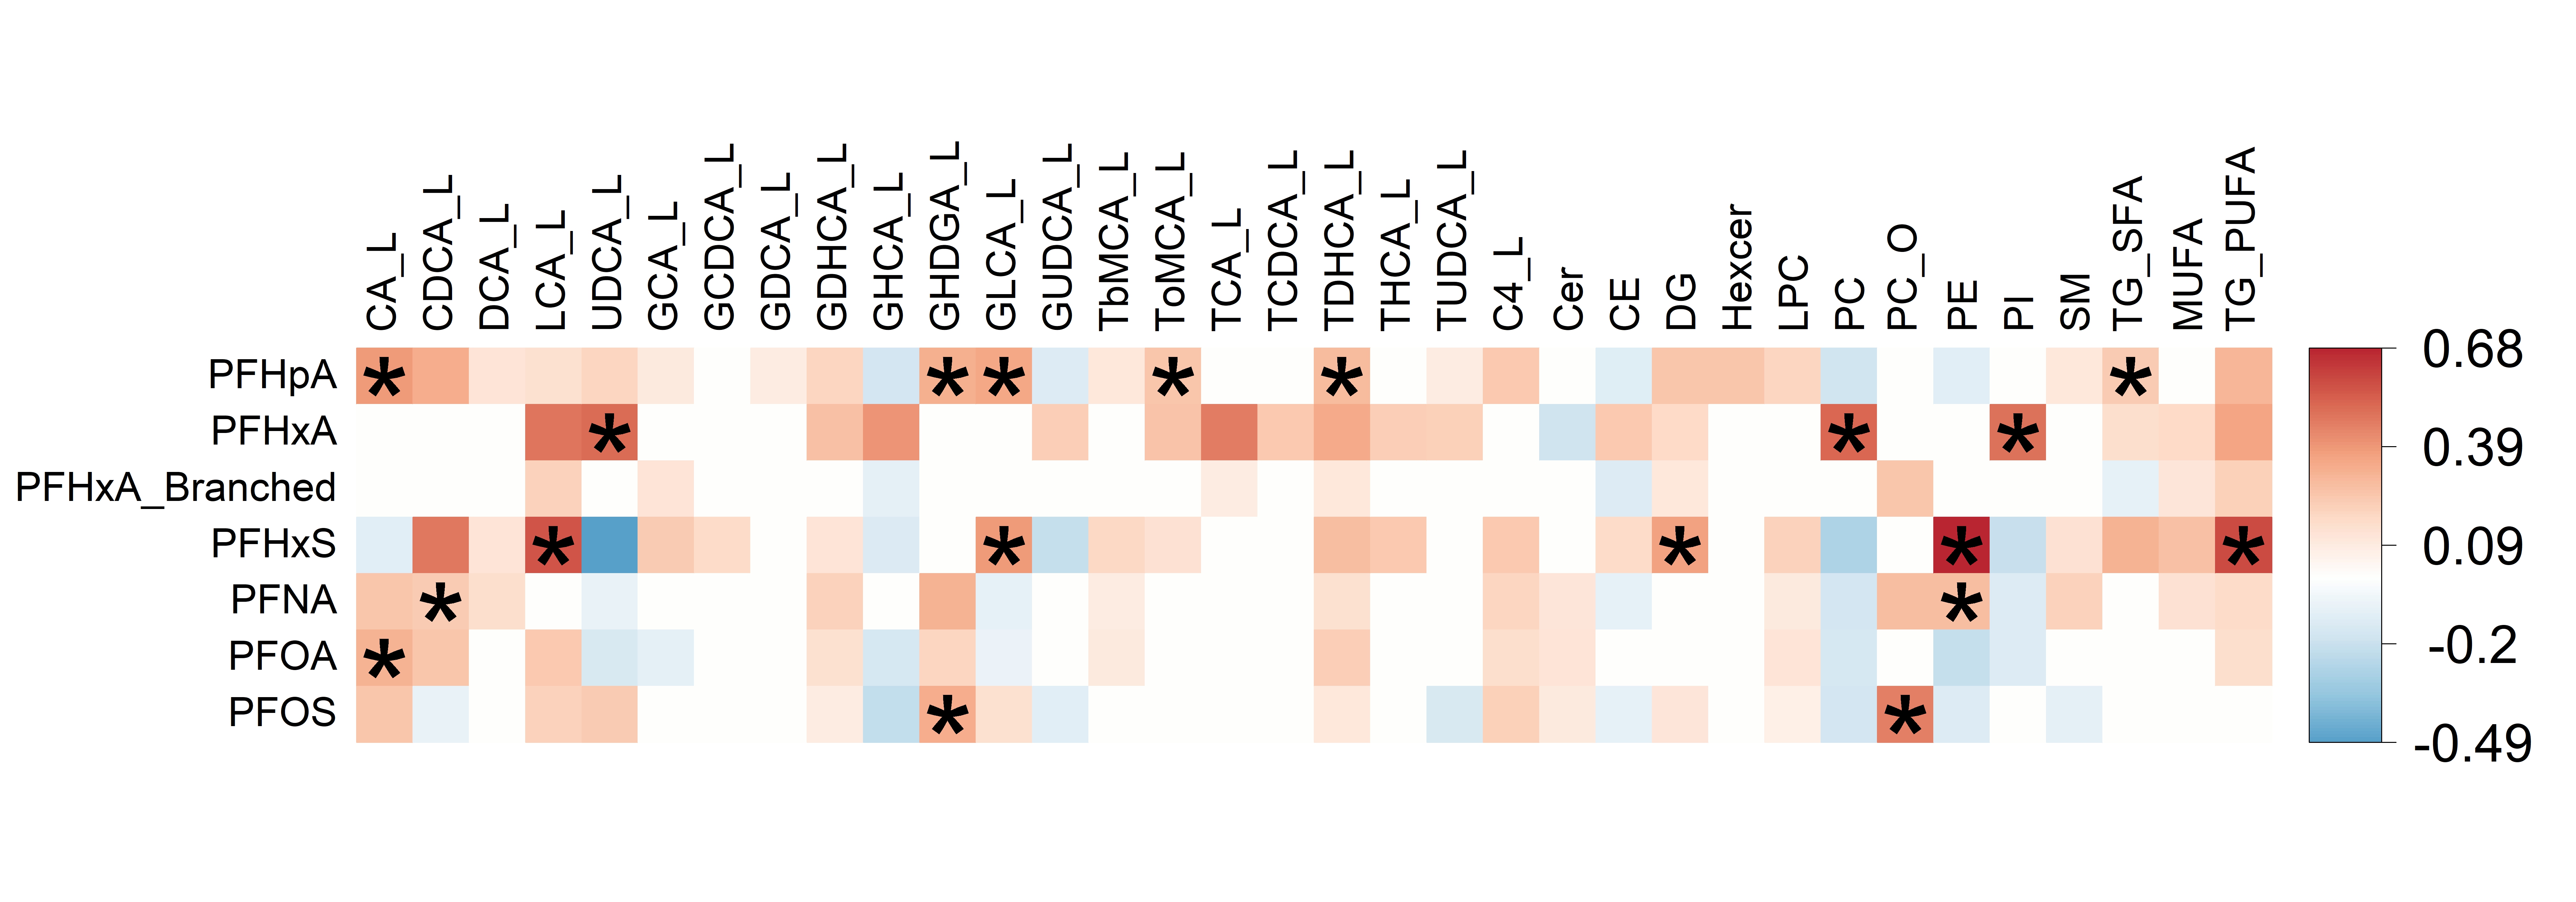 CA_L
CDCA_L
DCA_L
LCA_L
UDCA_L
GCA_L
GCDCA_L
GDCA_L
GDHCA_L
GHCA_L
GHDGA_L
GLCA_L
GUDCA_L
TbMCA_L
ToMCA_L
TCA_L
TCDCA_L
TDHCA_L
THCA_L
TUDCA_L
C4_L
Cer
CE
DG
Hexcer
LPC
PC
PC_O
PE
PI
SM
TG_SFA
MUFA
TG_PUFA
PFHpA * * * * * *
PFHxA * * *
PFHxA_Branched
PFHxS * * * * *
PFNA * *
PFOA *
PFOS * *
0.68
0.39
0.09
-0.2
-0.49